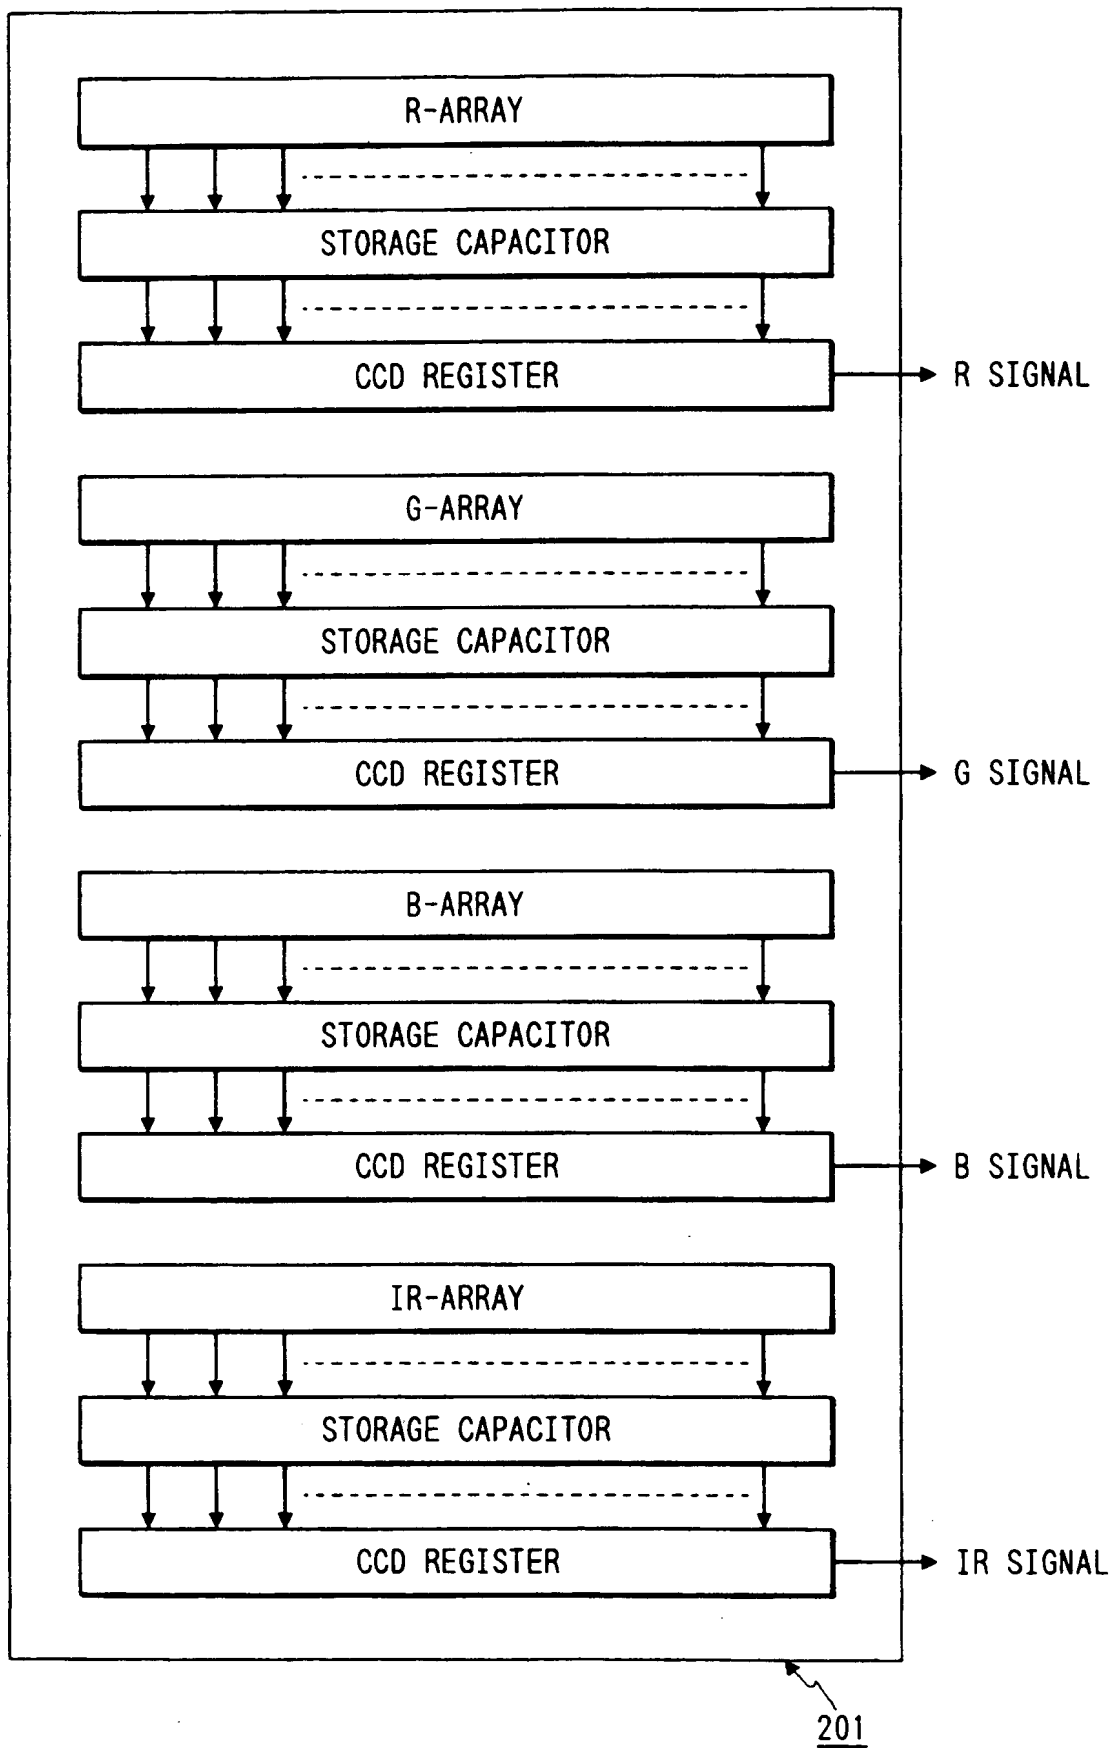 R-ARRAY
STORAGE CAPACITOR
CCD REGISTER
R SIGNAL
G-ARRAY
STORAGE CAPACITOR
CCD REGISTER
G SIGNAL
B-ARRAY
STORAGE CAPACITOR
CCD REGISTER
B SIGNAL
IR-ARRAY
STORAGE CAPACITOR
CCD REGISTER
IR SIGNAL
201